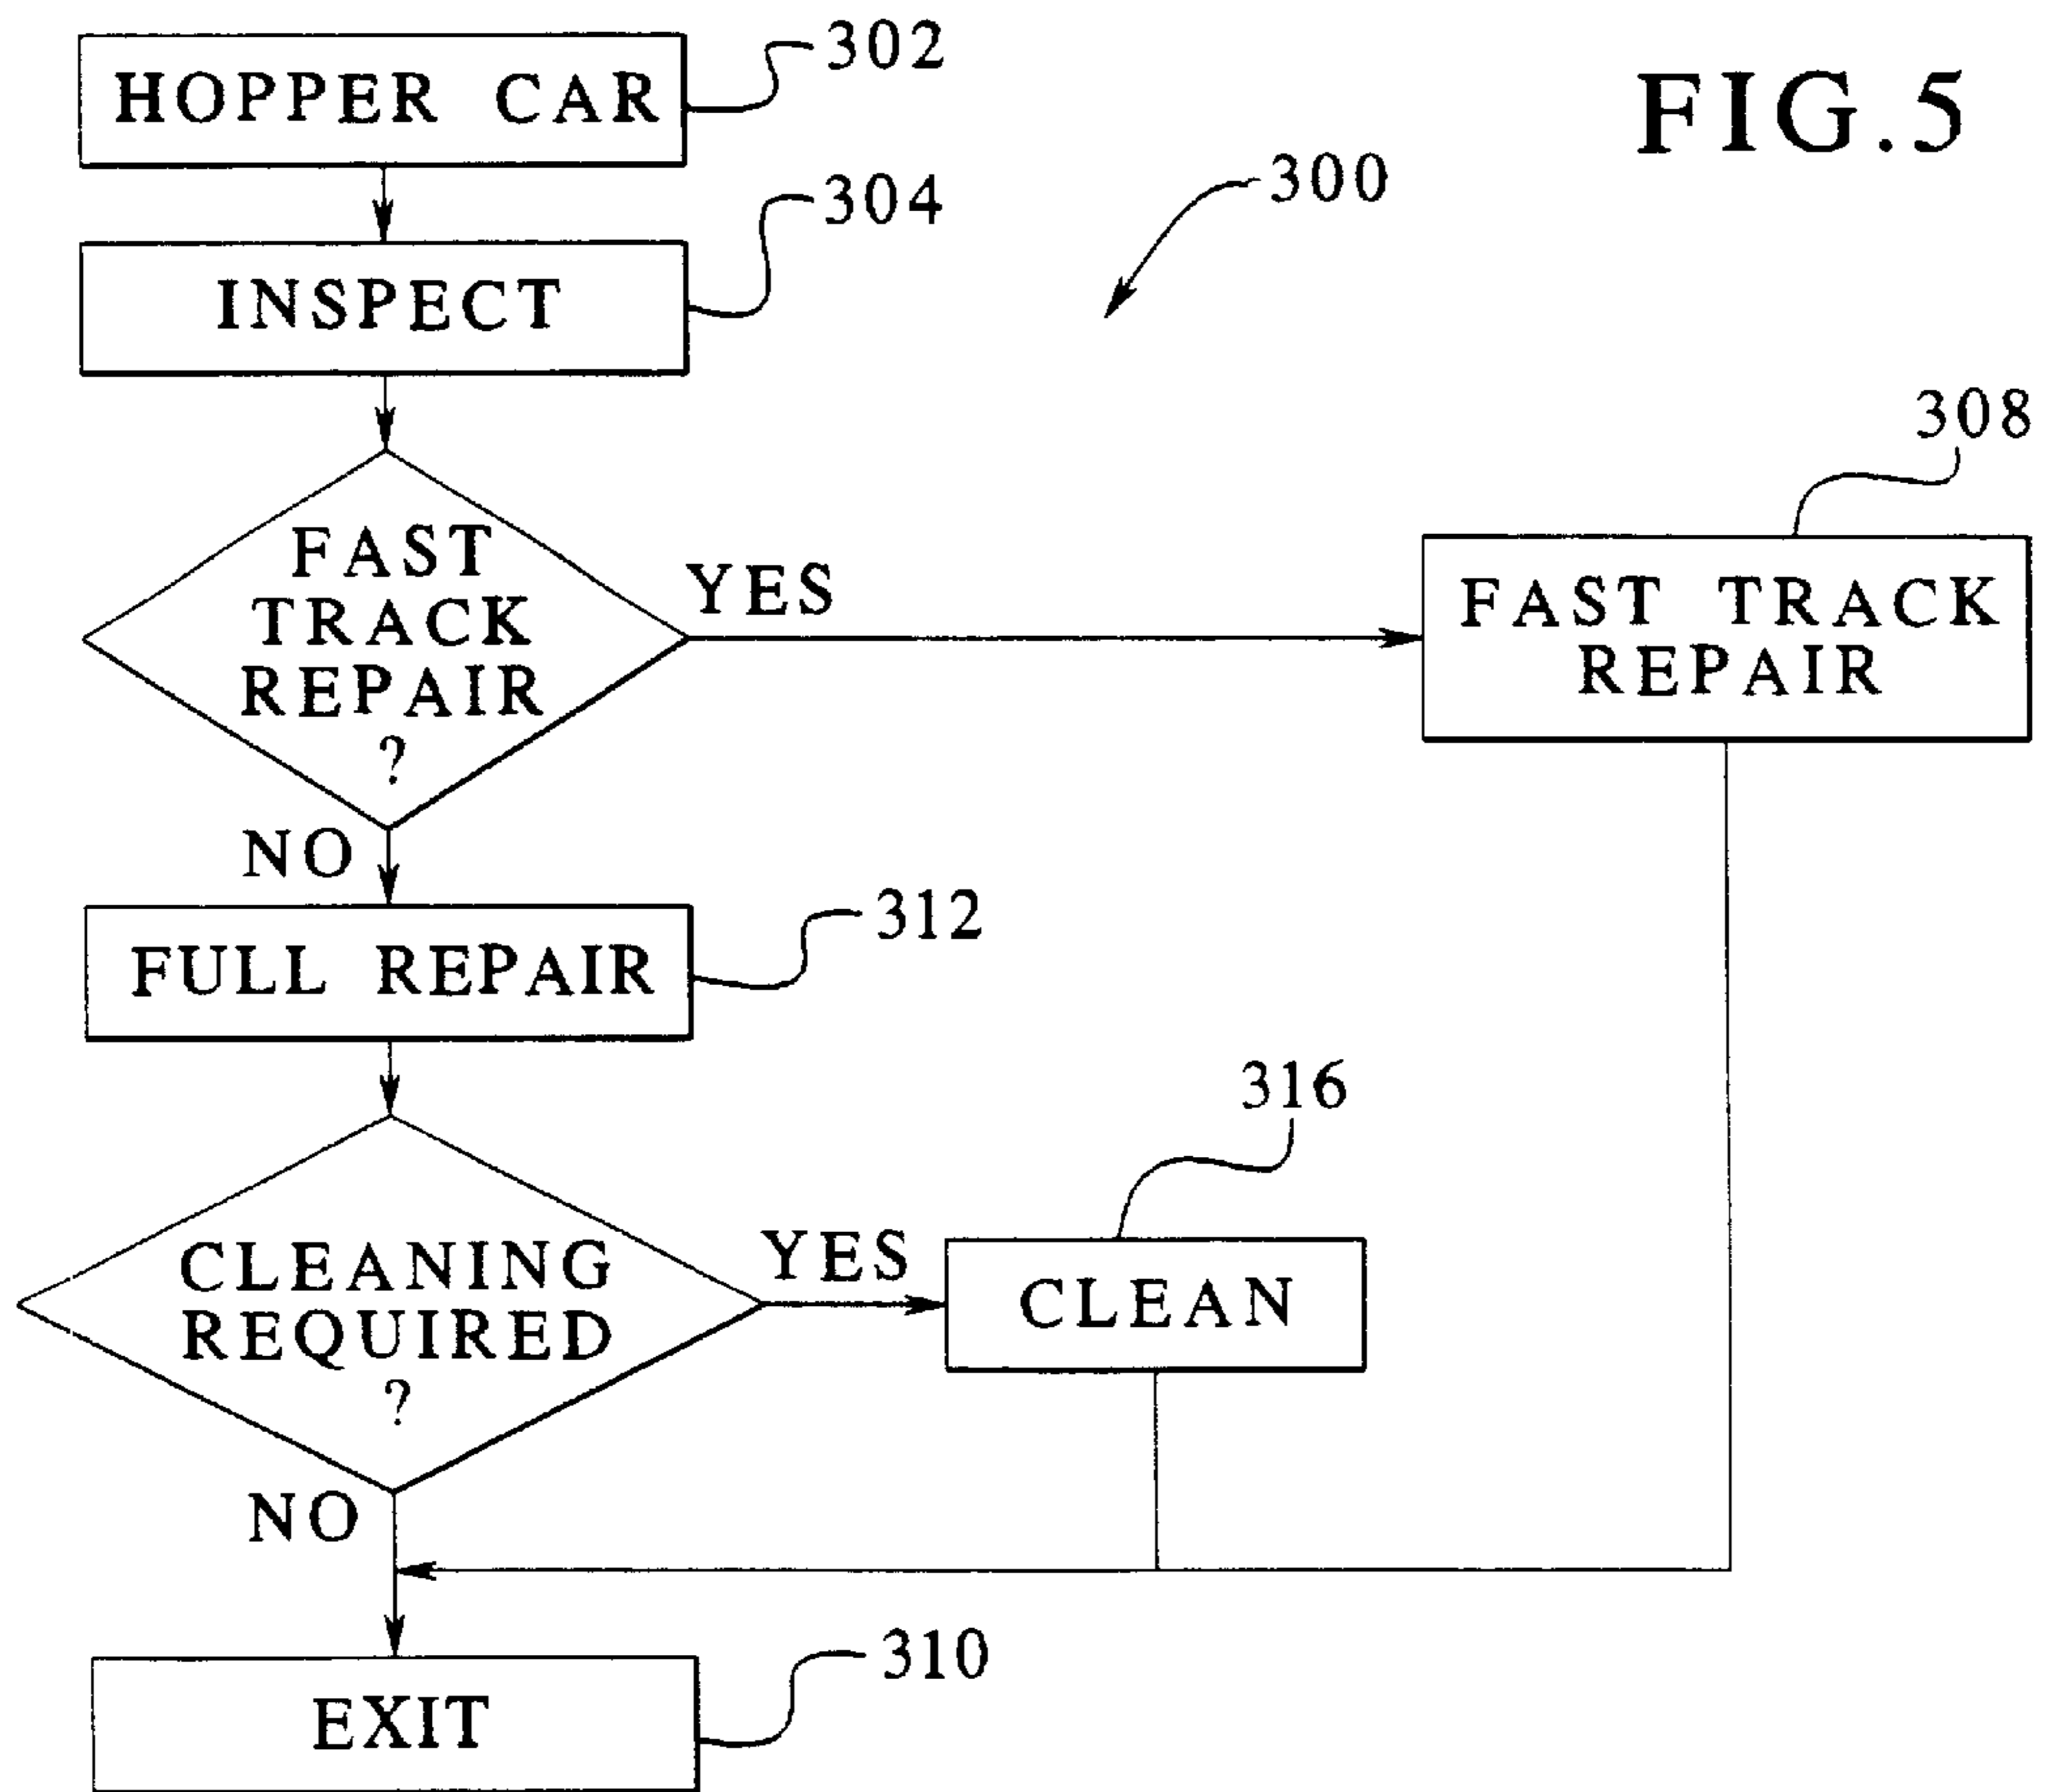 302
HOPPER CAR
FIG.5
300
304
INSPECT
308
FAST
TRACK
REPAIR
?
YES
FAST TRACK
REPAIR
NO
312
FULL REPAIR
316
CLEANING
REQUIRED
?
YES
CLEAN
NO
310
EXIT